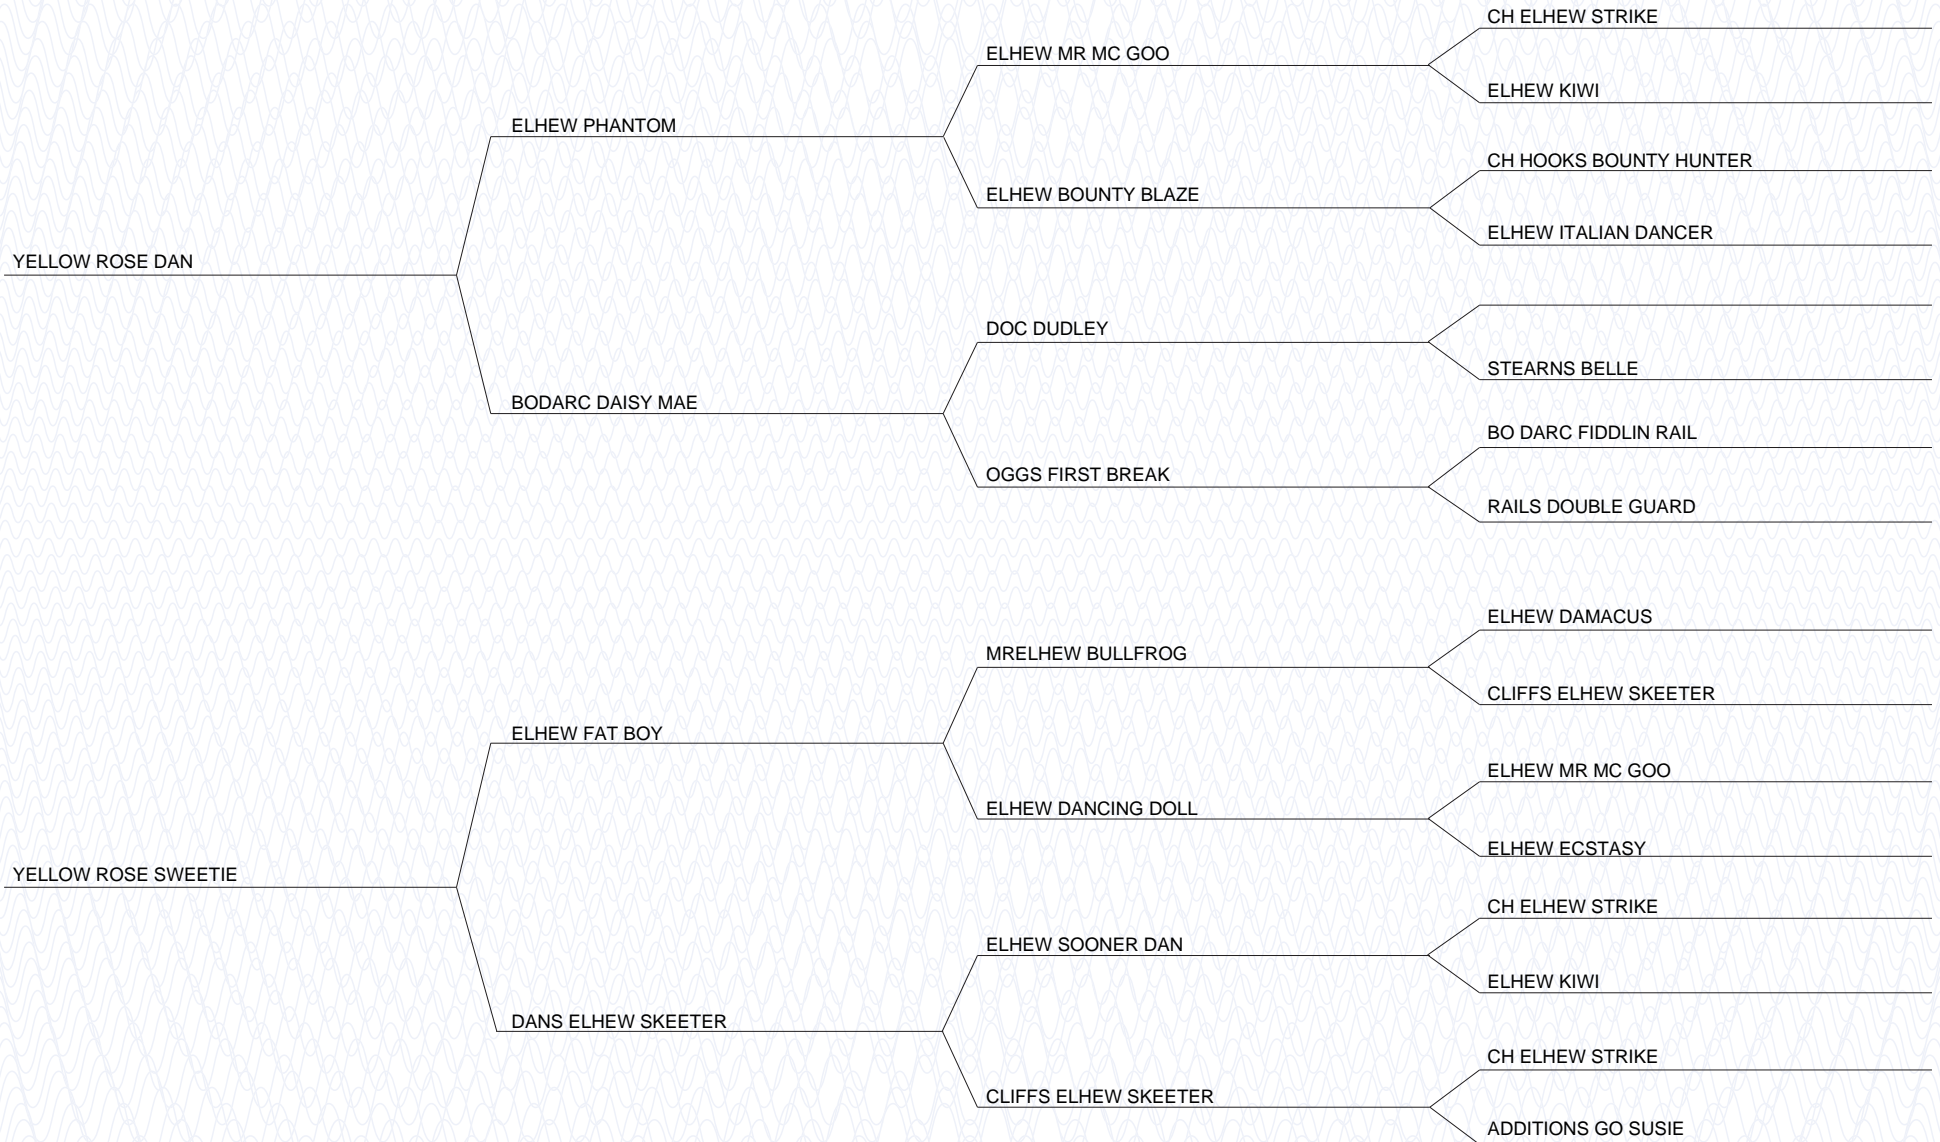 CH ELHEW STRIKE
ELHEW MR MC GOO
ELHEW KIWI
ELHEW PHANTOM
CH HOOKS BOUNTY HUNTER
ELHEW BOUNTY BLAZE
ELHEW ITALIAN DANCER
YELLOW ROSE DAN
DOC DUDLEY
STEARNS BELLE
BODARC DAISY MAE
BO DARC FIDDLIN RAIL
OGGS FIRST BREAK
RAILS DOUBLE GUARD
ELHEW DAMACUS
MRELHEW BULLFROG
CLIFFS ELHEW SKEETER
ELHEW FAT BOY
ELHEW MR MC GOO
ELHEW DANCING DOLL
ELHEW ECSTASY
YELLOW ROSE SWEETIE
CH ELHEW STRIKE
ELHEW SOONER DAN
ELHEW KIWI
DANS ELHEW SKEETER
CH ELHEW STRIKE
CLIFFS ELHEW SKEETER
ADDITIONS GO SUSIE